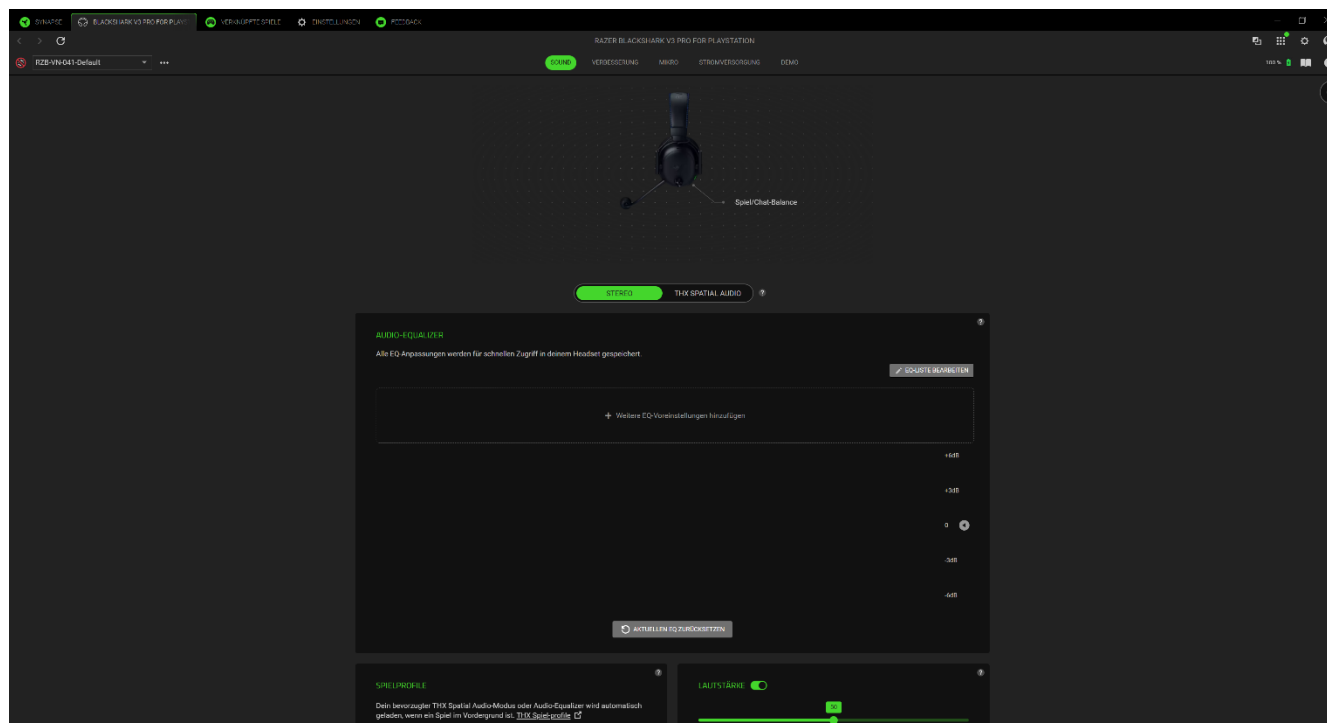 SYNAPSE
BLACKSHARK V3 PRO FOR PLAYS
VERKNÜPFTE SPIELE
EINSTELLUNGEN
FEEDBACK
RAZER BLACKSHARK V3 PRO FOR PLAYSTATION
RZB-VN-041-Default
SOUND
VERBESSERUNG
MIKRO
STROMVERSORGUNG
DEMO
100 %
Spiel/Chat-Balance
STEREO
THX SPATIAL AUDIO
?
?
AUDIO-EQUALIZER
Alle EQ-Anpassungen werden für schnellen Zugriff in deinem Headset gespeichert.
EQ-LISTE BEARBEITEN
+ Weitere EQ-Voreinstellungen hinzufügen
+6dB
+3dB
0
-3dB
-6dB
AKTUELLEN EQ ZURÜCKSETZEN
?
?
SPIELPROFILE
Dein bevorzugter THX Spatial Audio-Modus oder Audio-Equalizer wird automatisch
geladen, wenn ein Spiel im Vordergrund ist. THX Spiel-profile
LAUTSTÄRKE
50